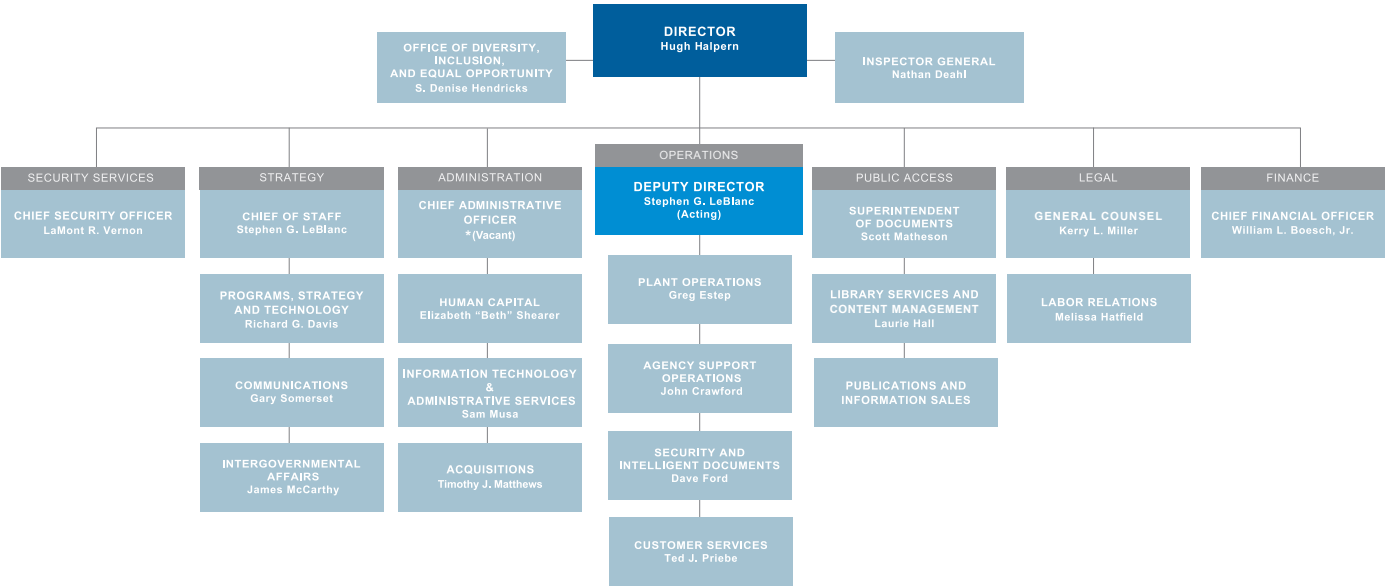 DIRECTOR
Hugh Halpern
OFFICE OF DIVERSITY,
INCLUSION,
AND EQUAL OPPORTUNITY
S. Denise Hendricks
INSPECTOR GENERAL
Nathan Deahl
SECURITY SERVICES
CHIEF SECURITY OFFICER
LaMont R. Vernon
STRATEGY
CHIEF OF STAFF
Stephen G. LeBlanc
PROGRAMS, STRATEGY
AND TECHNOLOGY
Richard G. Davis
COMMUNICATIONS
Gary Somerset
INTERGOVERNMENTAL
AFFAIRS
James McCarthy
ADMINISTRATION
CHIEF ADMINISTRATIVE
OFFICER
*(Vacant)
HUMAN CAPITAL
Elizabeth “Beth” Shearer
INFORMATION TECHNOLOGY
&
ADMINISTRATIVE SERVICES
Sam Musa
ACQUISITIONS
Timothy J. Matthews
OPERATIONS
DEPUTY DIRECTOR
Stephen G. LeBlanc
(Acting)
PLANT OPERATIONS
Greg Estep
AGENCY SUPPORT
OPERATIONS
John Crawford
SECURITY AND
INTELLIGENT DOCUMENTS
Dave Ford
CUSTOMER SERVICES
Ted J. Priebe
PUBLIC ACCESS
SUPERINTENDENT
OF DOCUMENTS
Scott Matheson
LIBRARY SERVICES AND
CONTENT MANAGEMENT
Laurie Hall
PUBLICATIONS AND
INFORMATION SALES
LEGAL
GENERAL COUNSEL
Kerry L. Miller
LABOR RELATIONS
Melissa Hatfield
FINANCE
CHIEF FINANCIAL OFFICER
William L. Boesch, Jr.